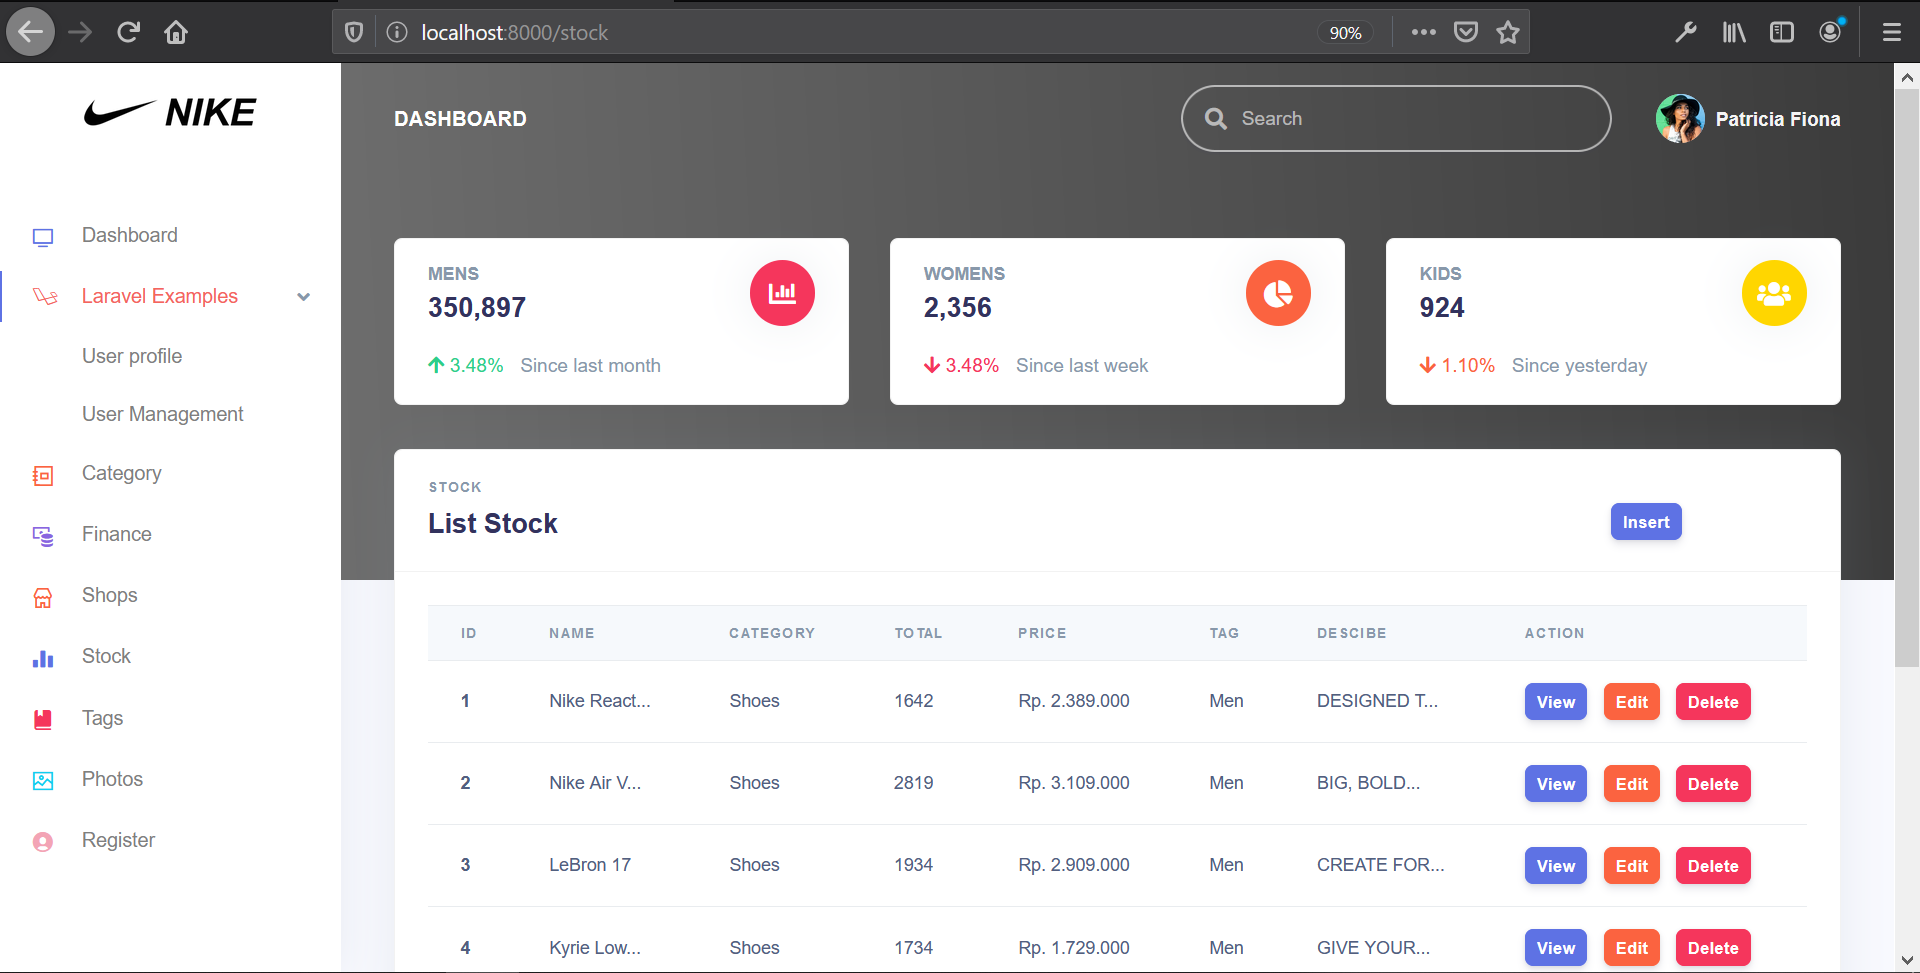 localhost:8000/stock
90%
NIKE
DASHBOARD
Search
Patricia Fiona
Dashboard
Laravel Examples
User profile
User Management
Category
Finance
Shops
Stock
Tags
Photos
Register
MENS
350,897
3.48% Since last month
WOMENS
2,356
3.48% Since last week
KIDS
924
1.10% Since yesterday
STOCK
List Stock
Insert
ID NAME CATEGORY TOTAL PRICE TAG DESCIBE ACTION
1 Nike React... Shoes 1642 Rp. 2.389.000 Men DESIGNED T... View Edit Delete
2 Nike Air V... Shoes 2819 Rp. 3.109.000 Men BIG, BOLD... View Edit Delete
3 LeBron 17 Shoes 1934 Rp. 2.909.000 Men CREATE FOR... View Edit Delete
4 Kyrie Low... Shoes 1734 Rp. 1.729.000 Men GIVE YOUR... View Edit Delete